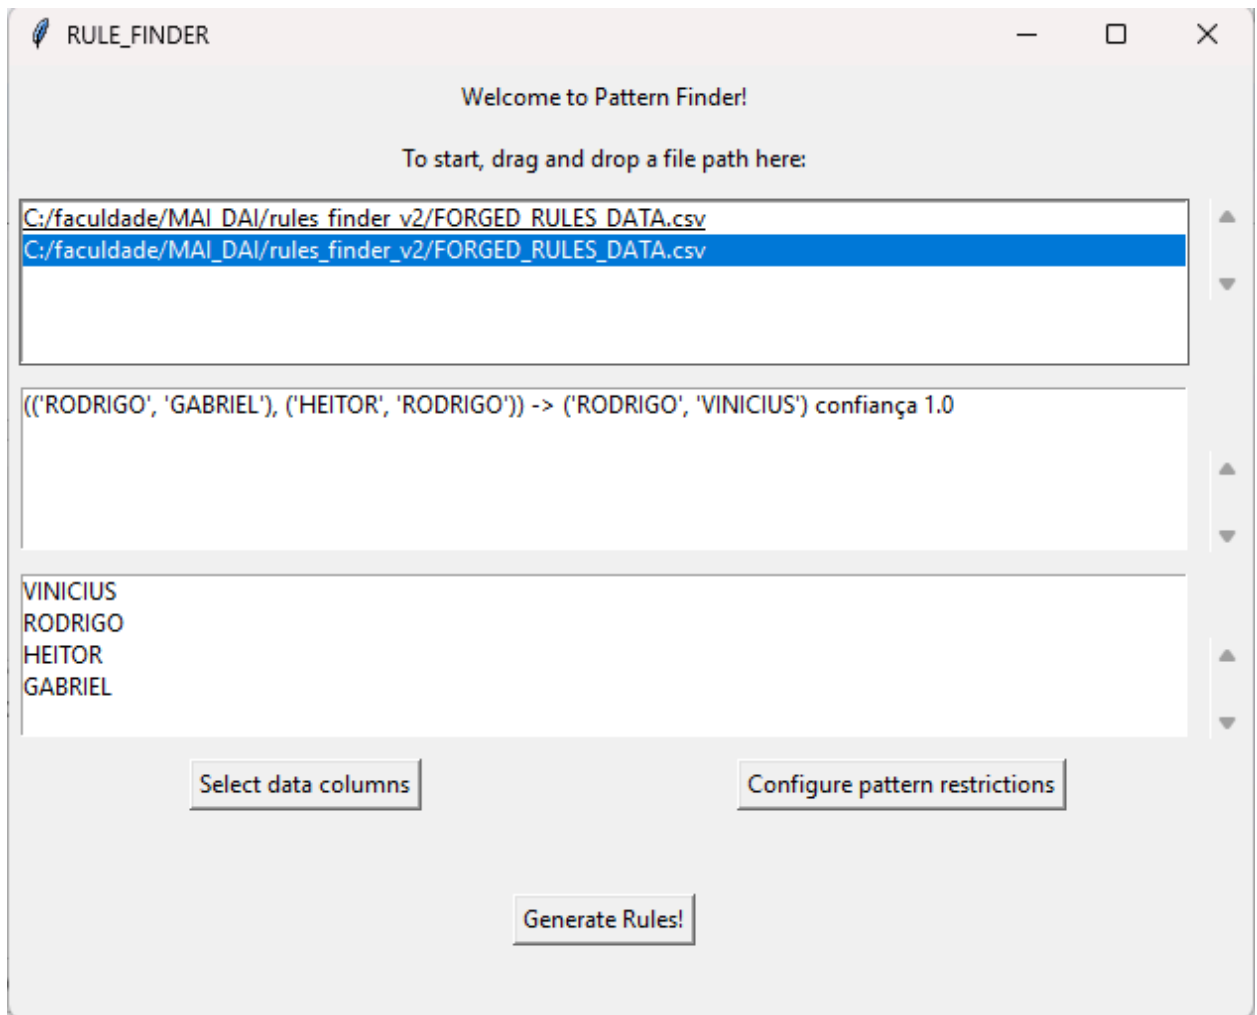 RULE_FINDER
Welcome to Pattern Finder!
To start, drag and drop a file path here:
C:/faculdade/MAI_DAI/rules_finder_v2/FORGED_RULES_DATA.csv
C:/faculdade/MAI_DAI/rules_finder_v2/FORGED_RULES_DATA.csv
(('RODRIGO', 'GABRIEL'), ('HEITOR', 'RODRIGO')) -> ('RODRIGO', 'VINICIUS') confiança 1.0
VINICIUS
RODRIGO
HEITOR
GABRIEL
Select data columns
Configure pattern restrictions
Generate Rules!